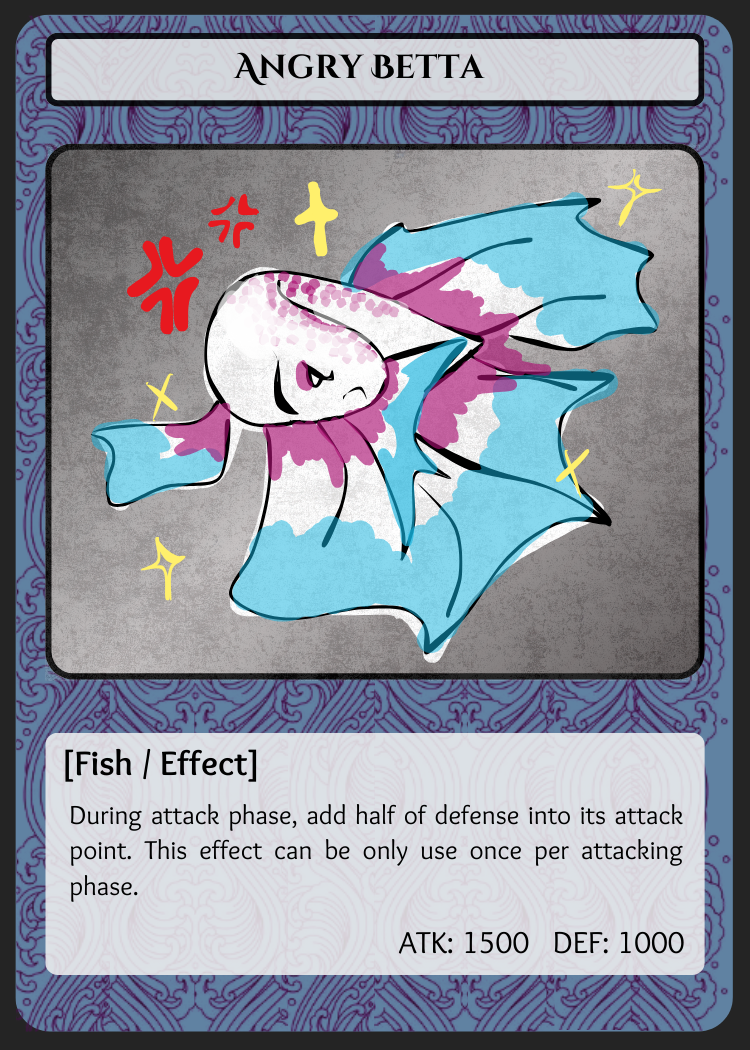 Angry Betta
[Fish / Effect]
During attack phase, add half of defense into its attack
point. This effect can be only use once per attacking
phase.
ATK: 1500 DEF: 1000